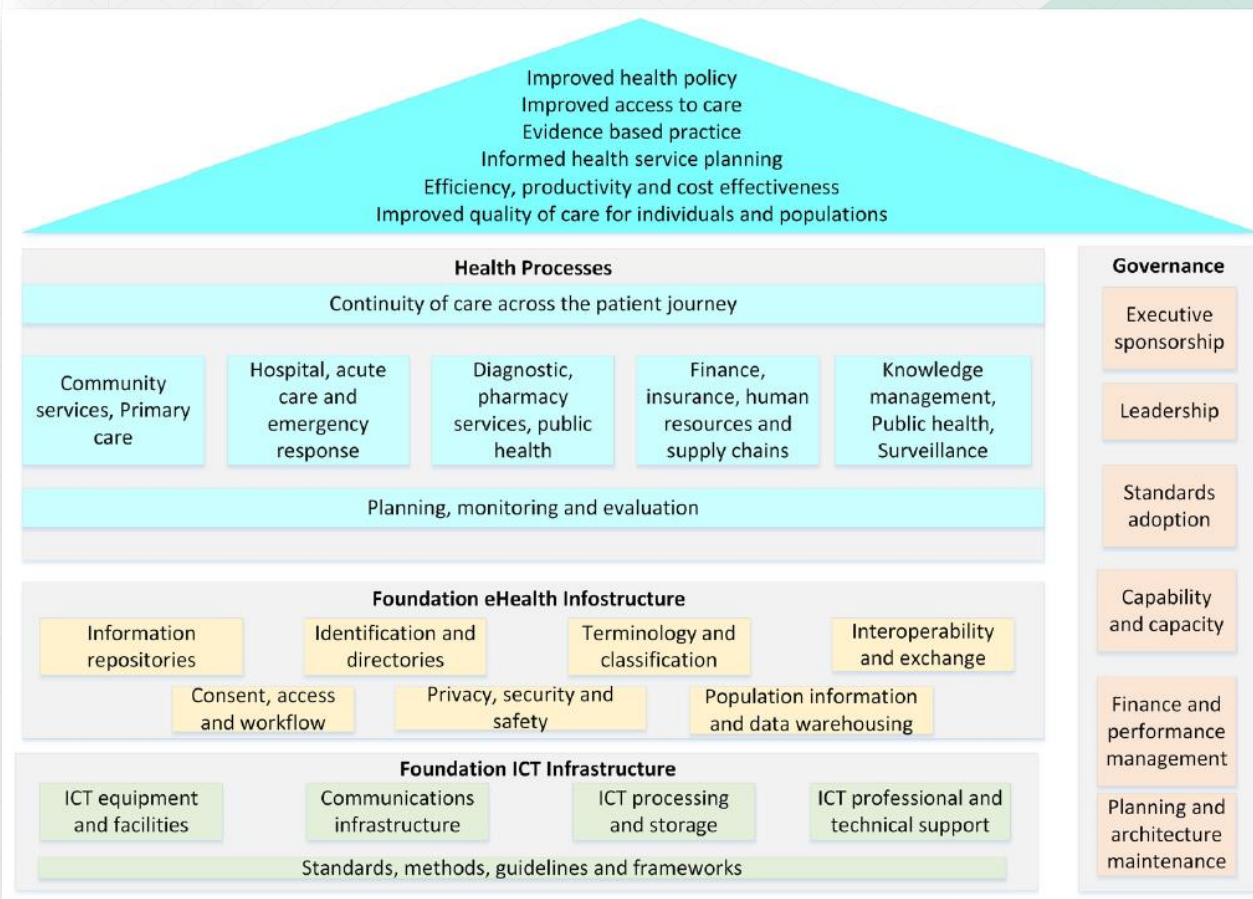 Improved health policy
Improved access to care
Evidence based practice
Informed health service planning
Efficiency, productivity and cost effectiveness
Improved quality of care for individuals and populations
Health Processes
Continuity of care across the patient journey
Community
services, Primary
care
Hospital, acute
care and
emergency
response
Diagnostic,
pharmacy
services, public
health
Finance,
insurance, human
resources and
supply chains
Knowledge
management,
Public health,
Surveillance
Planning, monitoring and evaluation
Foundation eHealth Infostructure
Information
repositories
Identification and
directories
Terminology and
classification
Interoperability
and exchange
Consent, access
and workflow
Privacy, security and
safety
Population information
and data warehousing
Foundation ICT Infrastructure
ICT equipment
and facilities
Communications
infrastructure
ICT processing
and storage
ICT professional and
technical support
Standards, methods, guidelines and frameworks
Governance
Executive
sponsorship
Leadership
Standards
adoption
Capability
and capacity
Finance and
performance
management
Planning and
architecture
maintenance